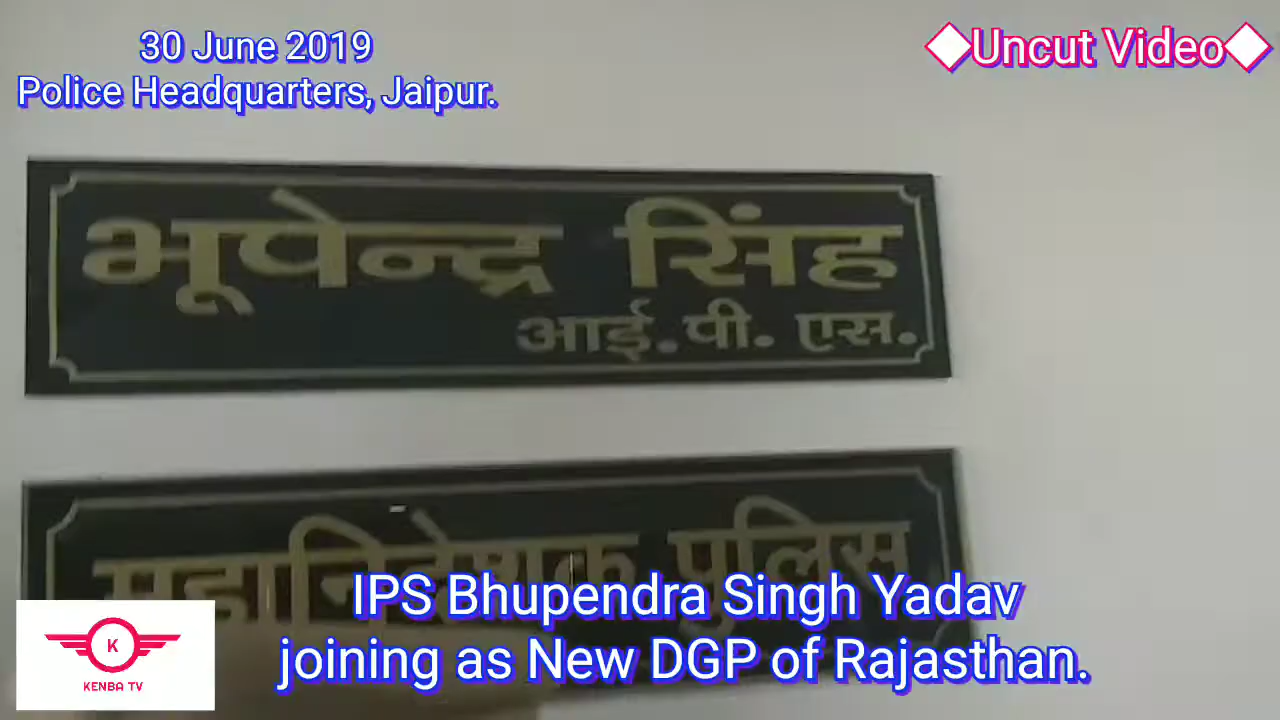 30 June 2019
Police Headquarters, Jaipur.
◆Uncut Video◆
भूपेन्द्र सिंह
आई.पी. एस.
महानिदेशक पुलिस
IPS Bhupendra Singh Yadav
joining as New DGP of Rajasthan.
K
KENBA TV